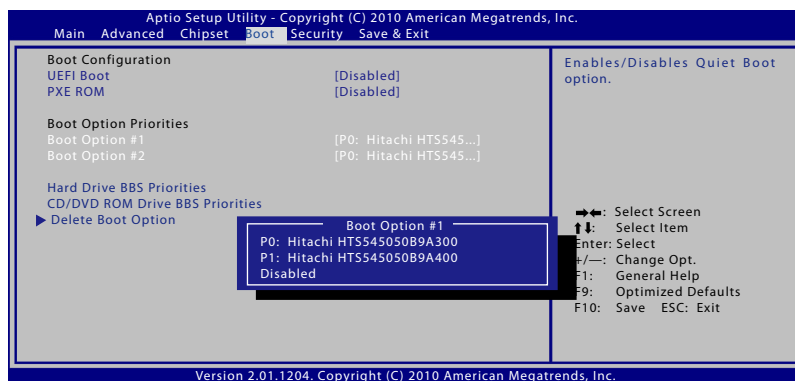 Aptio Setup Utility - Copyright (C) 2010 American Megatrends, Inc.
Main Advanced Chipset Boot Security Save & Exit
Boot Configuration
UEFI Boot [Disabled]
PXE ROM [Disabled]
Boot Option Priorities
Boot Option #1 [P0: Hitachi HTS545...]
Boot Option #2 [P0: Hitachi HTS545...]
Hard Drive BBS Priorities
CD/DVD ROM Drive BBS Priorities
Delete Boot Option
Boot Option #1
P0: Hitachi HTS545050B9A300
P1: Hitachi HTS545050B9A400
Disabled
Enables/Disables Quiet Boot
option.
→←: Select Screen
↑↓: Select Item
Enter: Select
+/—: Change Opt.
F1: General Help
F9: Optimized Defaults
F10: Save ESC: Exit
Version 2.01.1204. Copyright (C) 2010 American Megatrends, Inc.